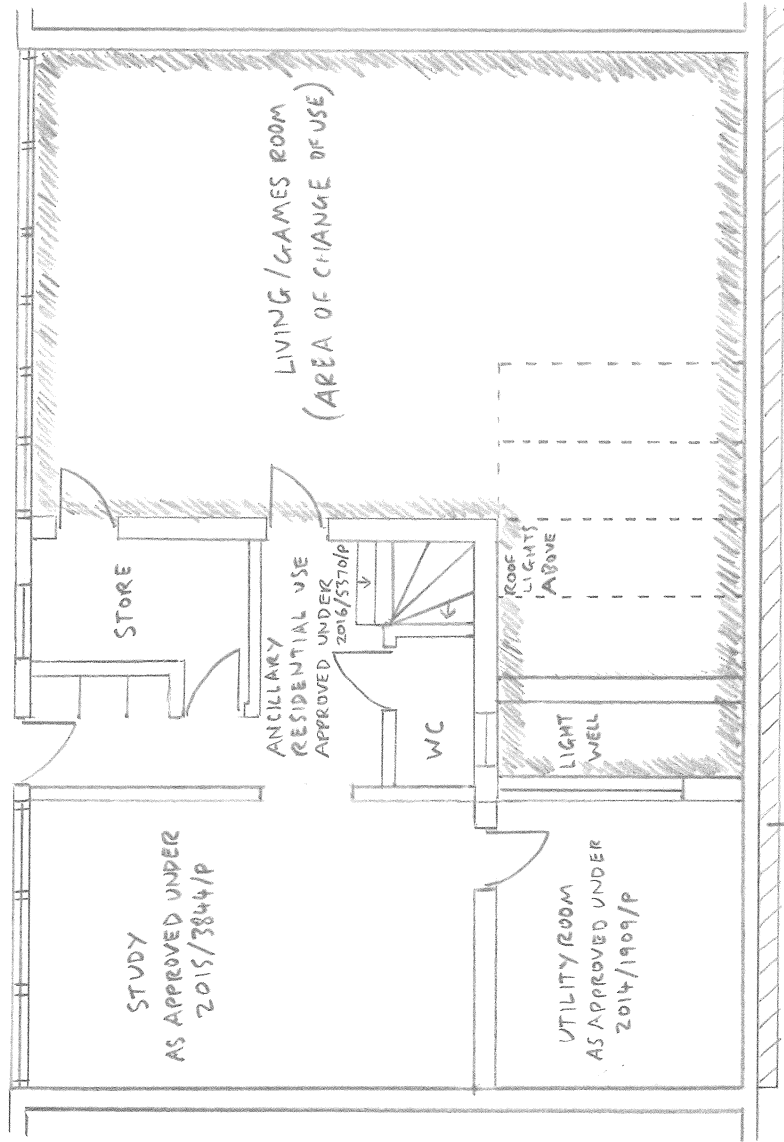 LIVING/GAMES ROOM
(AREA OF CHANGE OF USE)
STORE
ANCILLARY
RESIDENTIAL USE
APPROVED UNDER
2016/5370/P
WC
ROOF
LIGHTS
ABOVE
LIGHT
WELL
STUDY
AS APPROVED UNDER
2015/3844/P
UTILITY ROOM
AS APPROVED UNDER
2014/1909/P